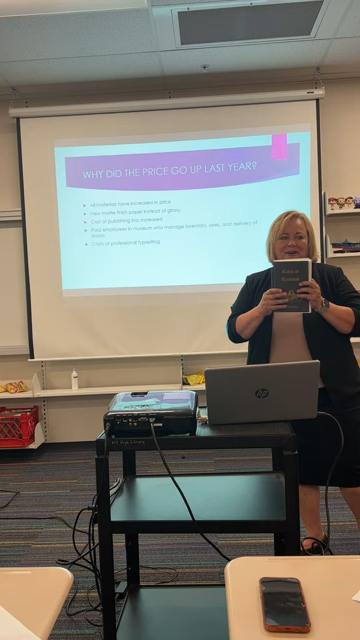 WHY DID THE PRICE GO UP LAST YEAR?
All materials have increased in price
New matte finish paper instead of glossy
Cost of publishing has increased
Paid employees in museum who manage inventory, sales, and delivery of
books
Costs of professional typesetting
hp